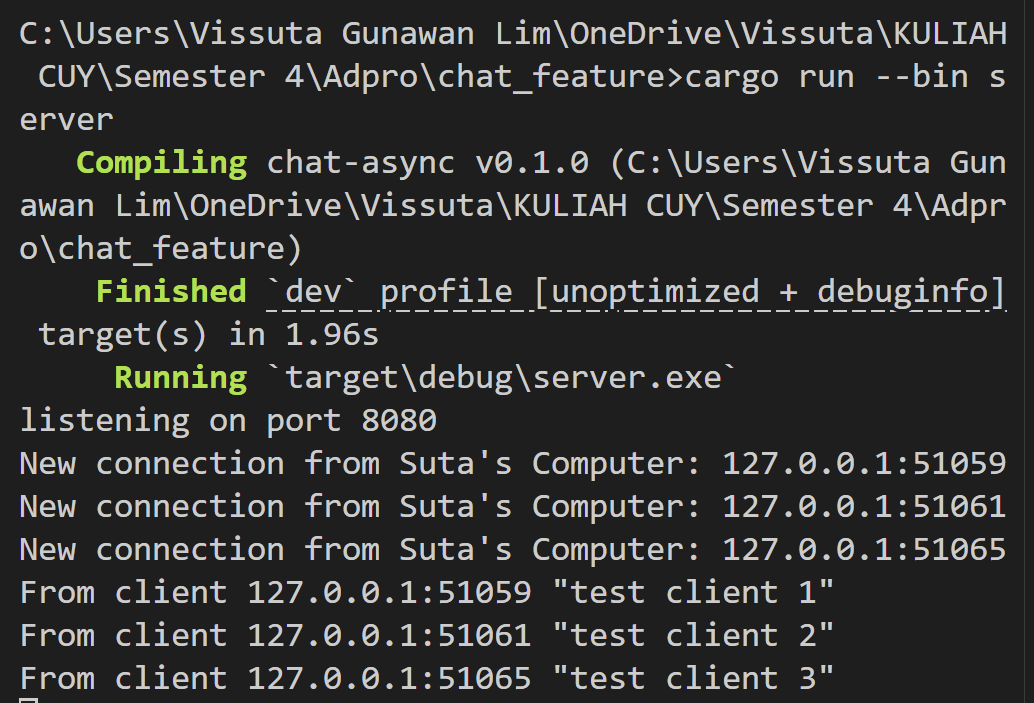 C:\Users\Vissuta Gunawan Lim\OneDrive\Vissuta\KULIAH
 CUY\Semester 4\Adpro\chat_feature>cargo run --bin s
erver
   Compiling chat-async v0.1.0 (C:\Users\Vissuta Gun
awan Lim\OneDrive\Vissuta\KULIAH CUY\Semester 4\Adpr
o\chat_feature)
    Finished `dev` profile [unoptimized + debuginfo]
 target(s) in 1.96s
     Running `target\debug\server.exe`
listening on port 8080
New connection from Suta's Computer: 127.0.0.1:51059
New connection from Suta's Computer: 127.0.0.1:51061
New connection from Suta's Computer: 127.0.0.1:51065
From client 127.0.0.1:51059 "test client 1"
From client 127.0.0.1:51061 "test client 2"
From client 127.0.0.1:51065 "test client 3"